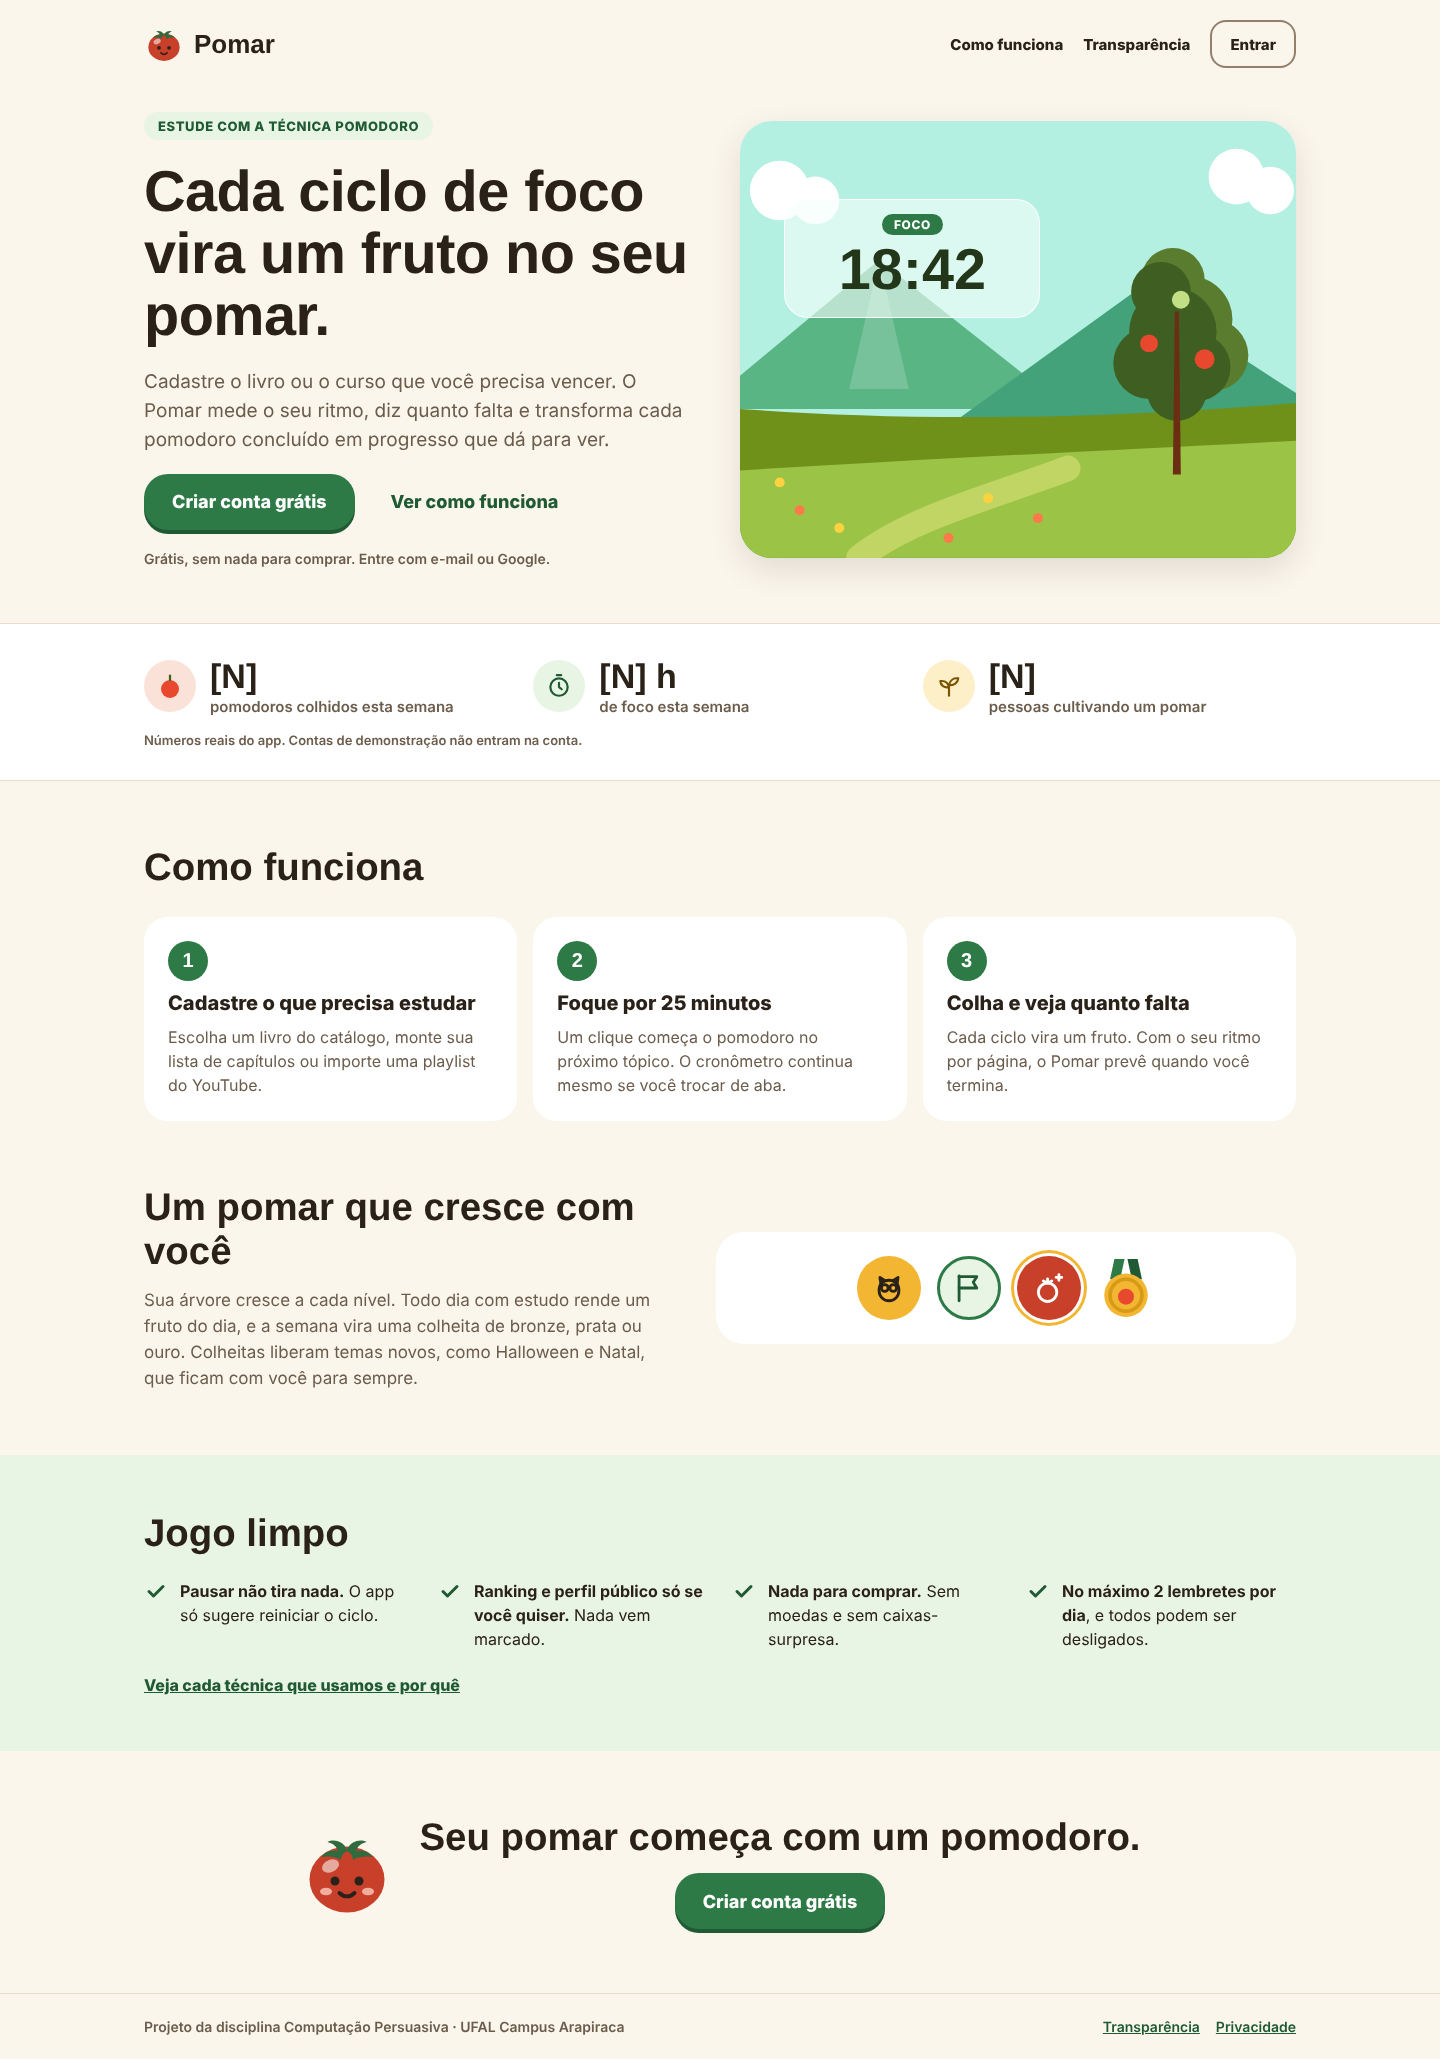 Pomar
Como funciona
Transparência
Entrar
ESTUDE COM A TÉCNICA POMODORO
Cada ciclo de foco
vira um fruto no seu
pomar.
Cadastre o livro ou o curso que você precisa vencer. O
Pomar mede o seu ritmo, diz quanto falta e transforma cada
pomodoro concluído em progresso que dá para ver.
Criar conta grátis
Ver como funciona
Grátis, sem nada para comprar. Entre com e-mail ou Google.
FOCO
18:42
[N]
pomodoros colhidos esta semana
[N] h
de foco esta semana
[N]
pessoas cultivando um pomar
Números reais do app. Contas de demonstração não entram na conta.
Como funciona
1
Cadastre o que precisa estudar
Escolha um livro do catálogo, monte sua
lista de capítulos ou importe uma playlist
do YouTube.
2
Foque por 25 minutos
Um clique começa o pomodoro no
próximo tópico. O cronômetro continua
mesmo se você trocar de aba.
3
Colha e veja quanto falta
Cada ciclo vira um fruto. Com o seu ritmo
por página, o Pomar prevê quando você
termina.
Um pomar que cresce com
você
Sua árvore cresce a cada nível. Todo dia com estudo rende um
fruto do dia, e a semana vira uma colheita de bronze, prata ou
ouro. Colheitas liberam temas novos, como Halloween e Natal,
que ficam com você para sempre.
Jogo limpo
Pausar não tira nada. O app
só sugere reiniciar o ciclo.
Ranking e perfil público só se
você quiser. Nada vem
marcado.
Nada para comprar. Sem
moedas e sem caixas-
surpresa.
No máximo 2 lembretes por
dia, e todos podem ser
desligados.
Veja cada técnica que usamos e por quê
Seu pomar começa com um pomodoro.
Criar conta grátis
Projeto da disciplina Computação Persuasiva · UFAL Campus Arapiraca
Transparência
Privacidade